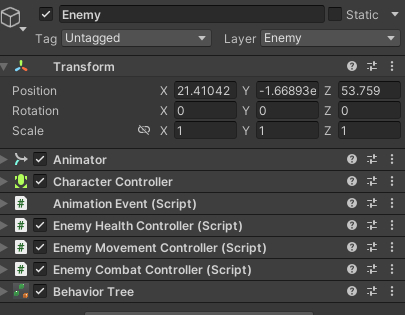 Enemy
Static
Tag Untagged Layer Enemy
Transform
Position X 21.41042 Y -1.66893e Z 53.759
Rotation X 0 Y 0 Z 0
Scale X 1 Y 1 Z 1
Animator
Character Controller
Animation Event (Script)
Enemy Health Controller (Script)
Enemy Movement Controller (Script)
Enemy Combat Controller (Script)
Behavior Tree